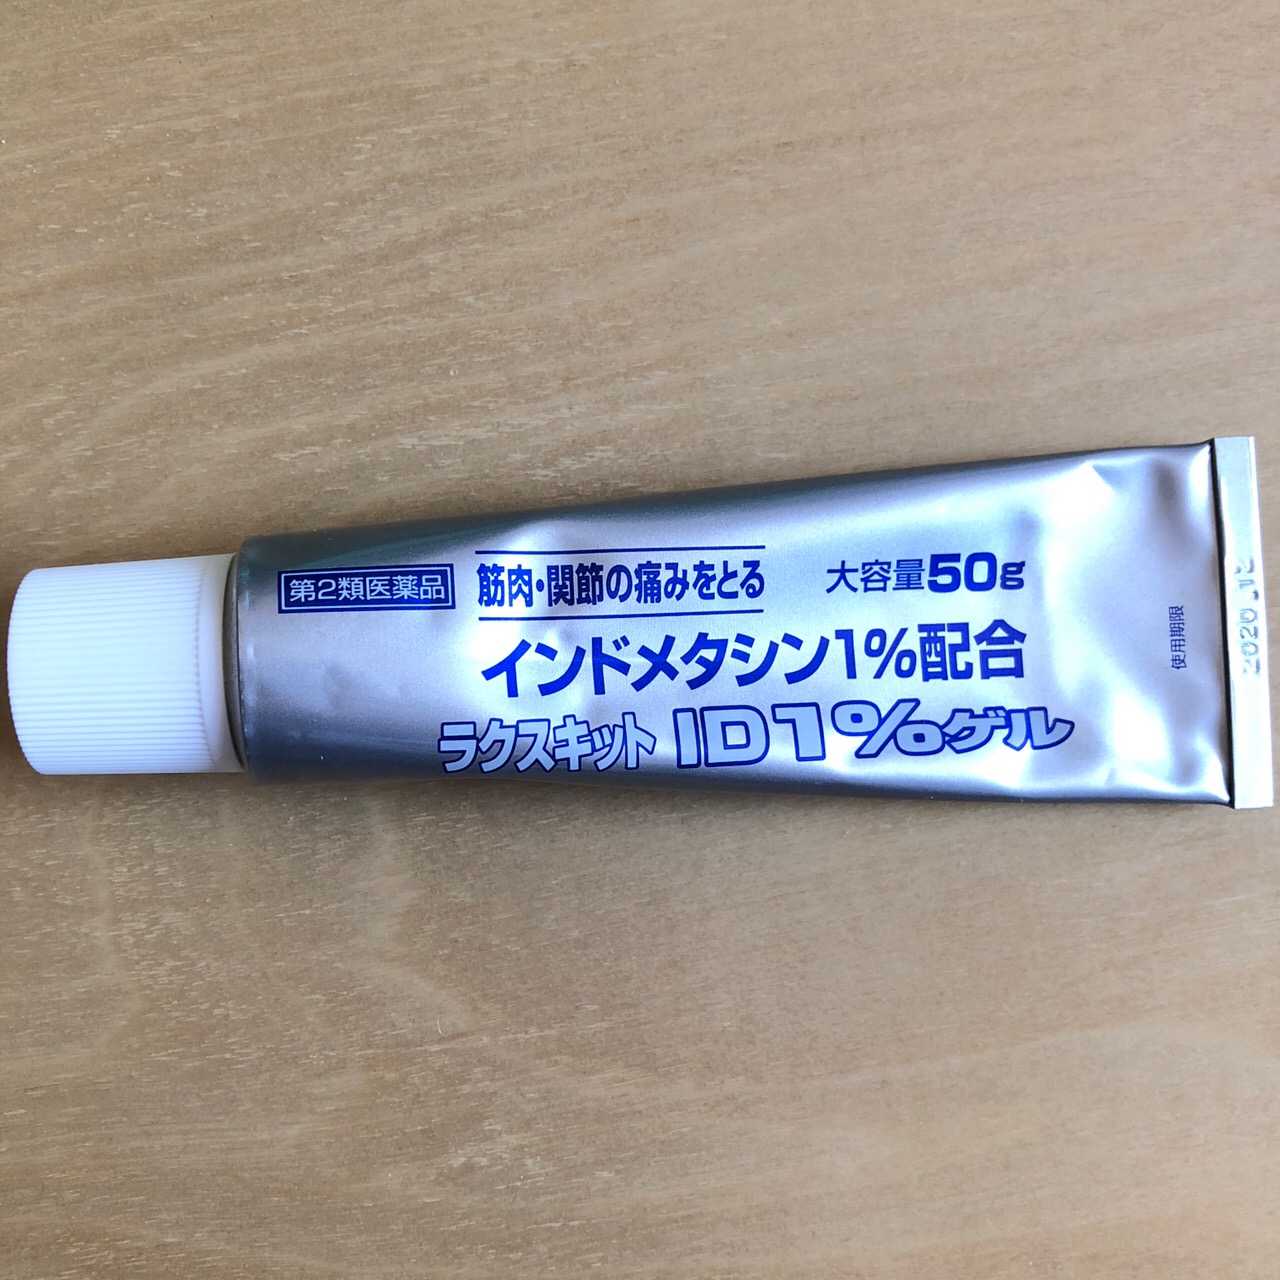 第2類医薬品
筋肉・関節の痛みをとる
大容量50g
インドメタシン1%配合
ラクスキット ID1%ゲル
使用期限
2020.12